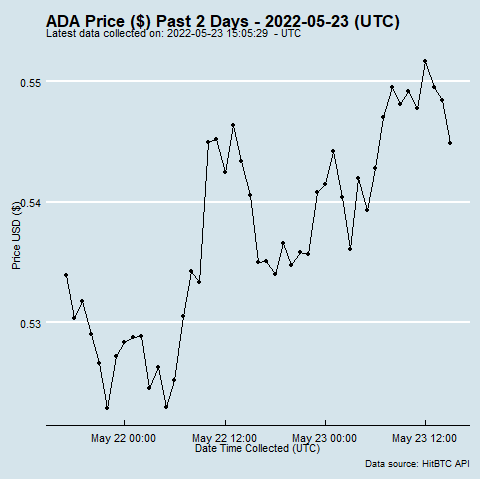 ADA Price ($) Past 2 Days - 2022-05-23 (UTC)
Latest data collected on: 2022-05-23 15:05:29 - UTC
0.55
0.54
0.53
Price USD ($)
May 22 00:00 May 22 12:00 May 23 00:00 May 23 12:00
Date Time Collected (UTC)
Data source: HitBTC API